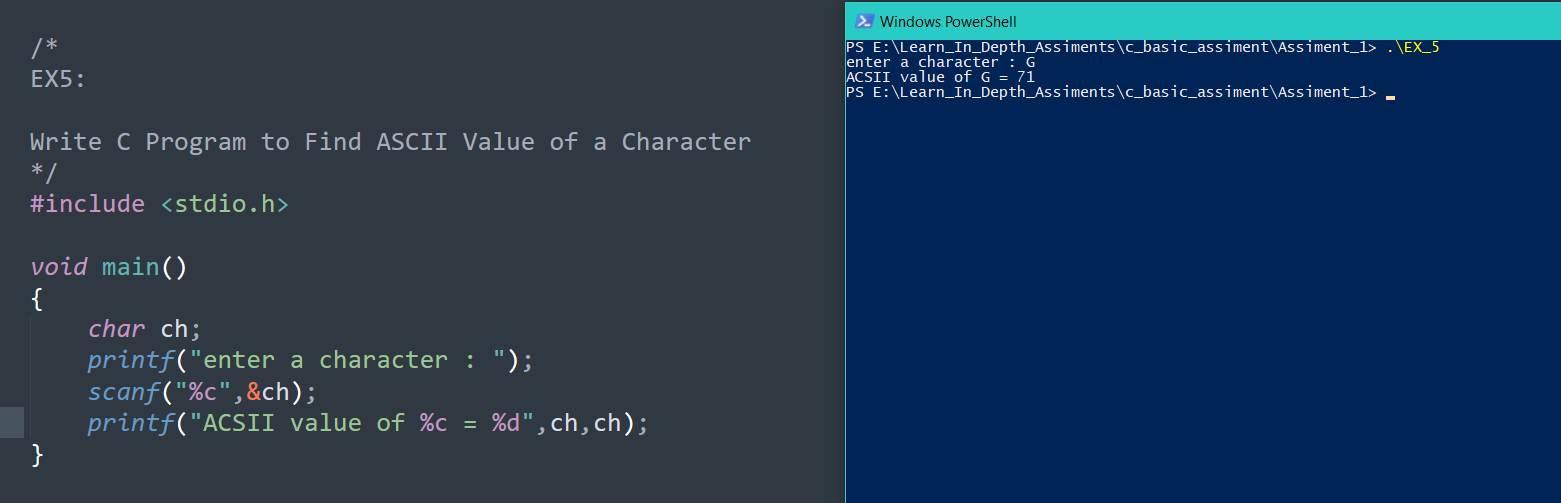 /*
EX5:
Write C Program to Find ASCII Value of a Character
*/
#include <stdio.h>
void main()
{
char ch;
printf("enter a character : ");
scanf("%c",&ch);
printf("ACSII value of %c = %d",ch,ch);
}
Windows PowerShell
PS E:\Learn_In_Depth_Assiments\c_basic_assiment\Assiment_1> .\EX_5
enter a character : G
ACSII value of G = 71
PS E:\Learn_In_Depth_Assiments\c_basic_assiment\Assiment_1>